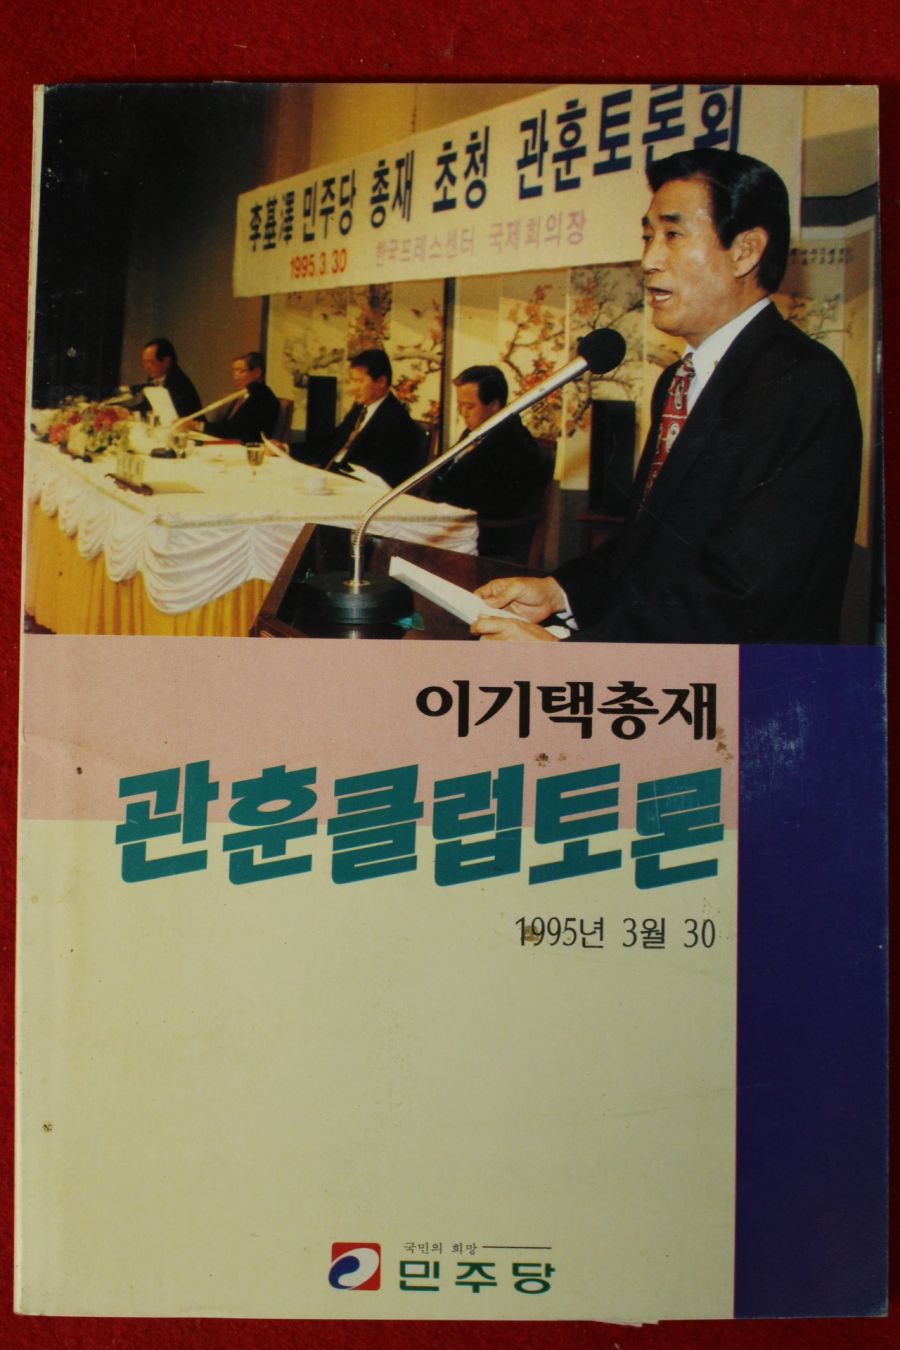 李基澤 민주당 총재 초청 관훈토론회
1995.3.30 한국프레스센터 국제회의장
이기택총재
관훈클럽토론
1995년 3월 30
국민의 희망
민주당